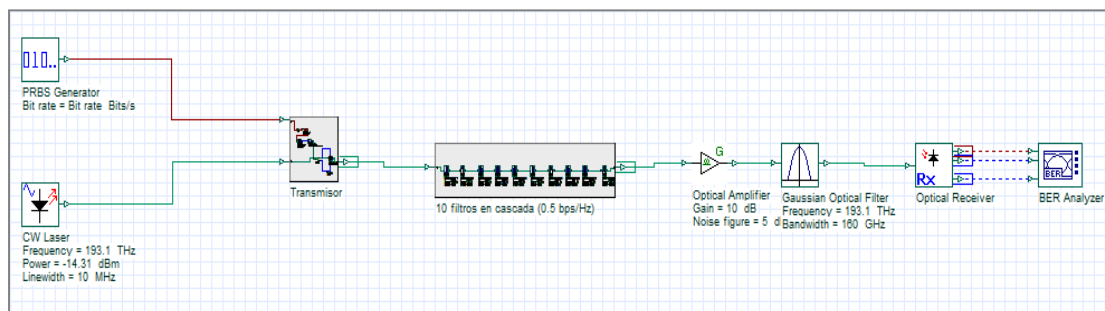 PRBS Generator
Bit rate = Bit rate Bits/s
CW Laser
Frequency = 193.1 THz
Power = -14.31 dBm
Linewidth = 10 MHz
Transmisor
10 filtros en cascada (0.5 bps/Hz)
G
Optical Amplifier
Gain = 10 dB
Noise figure = 5 d
Gaussian Optical Filter
Frequency = 193.1 THz
Bandwidth = 160 GHz
Rx
Optical Receiver
BER
BER Analyzer